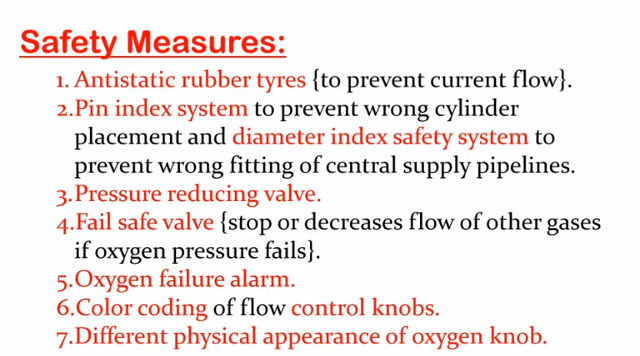 Safety Measures:
1. Antistatic rubber tyres {to prevent current flow}.
2.Pin index system to prevent wrong cylinder
placement and diameter index safety system to
prevent wrong fitting of central supply pipelines.
3.Pressure reducing valve.
4.Fail safe valve {stop or decreases flow of other gases
if oxygen pressure fails}.
5.Oxygen failure alarm.
6.Color coding of flow control knobs.
7.Different physical appearance of oxygen knob.